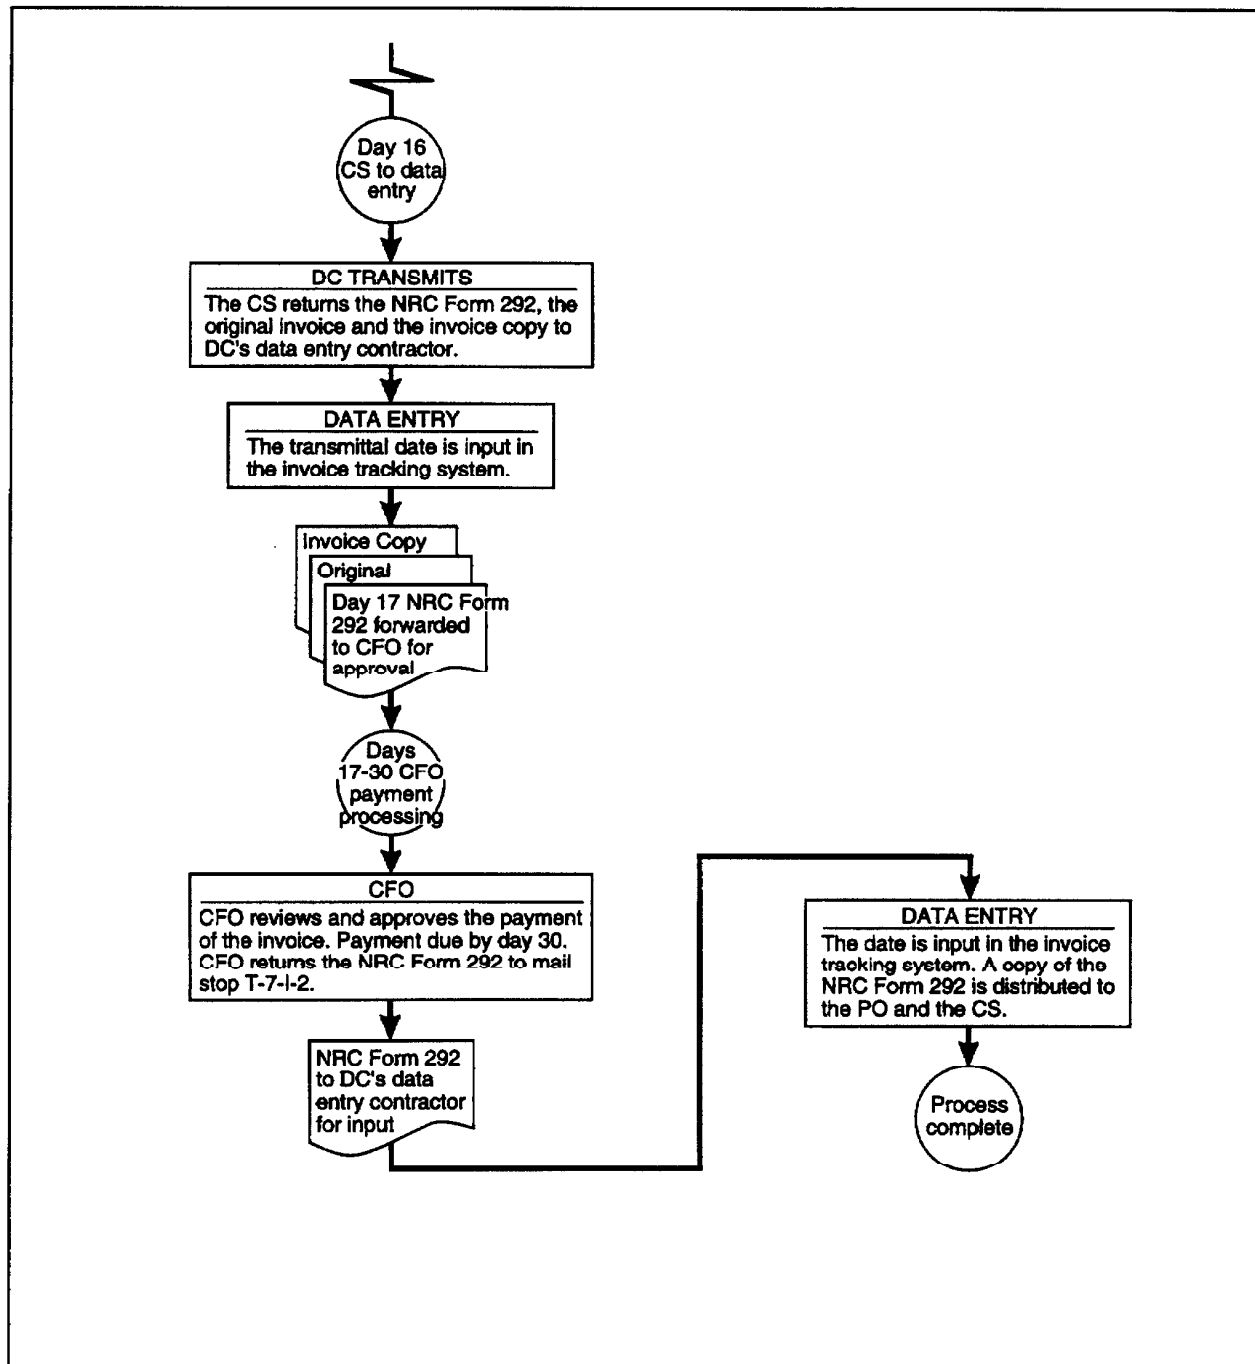 Day 16
CS to data
entry
DC TRANSMITS
The CS returns the NRC Form 292, the
original invoice and the invoice copy to
DC's data entry contractor.
DATA ENTRY
The transmittal date is input in
the invoice tracking system.
Invoice Copy
Original
Day 17 NRC Form
292 forwarded
to CFO for
approval
Days
17-30 CFO
payment
processing
CFO
CFO reviews and approves the payment
of the invoice. Payment due by day 30.
CFO returns the NRC Form 292 to mail
stop T-7-I-2.
NRC Form 292
to DC's data
entry contractor
for input
DATA ENTRY
The date is input in the invoice
tracking system. A copy of the
NRC Form 292 is distributed to
the PO and the CS.
Process
complete